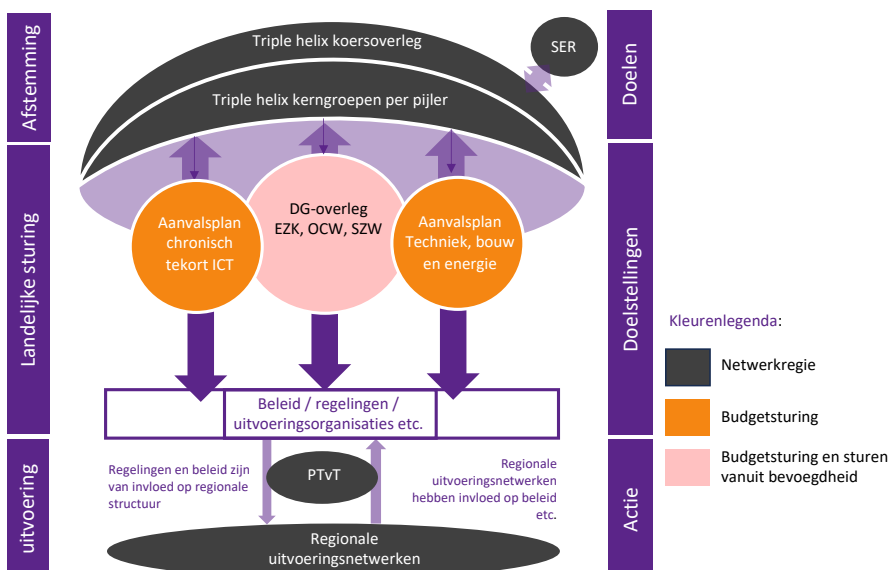 Afstemming
Landelijke sturing
uitvoering
Triple helix koersoverleg
SER
Triple helix kerngroepen per pijler
Aanvalsplan
chronisch
tekort ICT
DG-overleg
EZK, OCW, SZW
Aanvalsplan
Techniek, bouw
en energie
Beleid / regelingen /
uitvoeringsorganisaties etc.
Regelingen en beleid zijn
van invloed op regionale
structuur
PTvT
Regionale
uitvoeringsnetwerken
hebben invloed op beleid
etc.
Regionale
uitvoeringsnetwerken
Doelen
Doelstellingen
Actie
Kleurenlegenda:
Netwerkregie
Budgetsturing
Budgetsturing en sturen
vanuit bevoegdheid